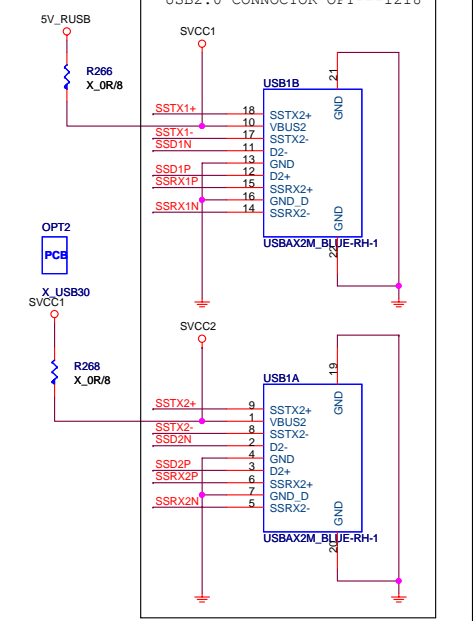 USB2.0 CONNOCTOR OPT---1218
5V_RUSB
SVCC1
R266
X_0R/8
USB1B
21
GND
SSTX1+ 18 SSTX2+
10 VBUS2
SSTX1- 17 SSTX2-
SSD1N 11 D2-
13 GND
SSD1P 12 D2+
SSRX1P 15 SSRX2+
16 GND_D
SSRX1N 14 SSRX2-
GND
22
USBAX2M_BLUE-RH-1
OPT2
PCB
X_USB30
SVCC1
SVCC2
R268
X_0R/8
USB1A
19
GND
SSTX2+ 9 SSTX2+
1 VBUS2
SSTX2- 8 SSTX2-
SSD2N 2 D2-
4 GND
SSD2P 3 D2+
SSRX2P 6 SSRX2+
7 GND_D
SSRX2N 5 SSRX2-
GND
20
USBAX2M_BLUE-RH-1